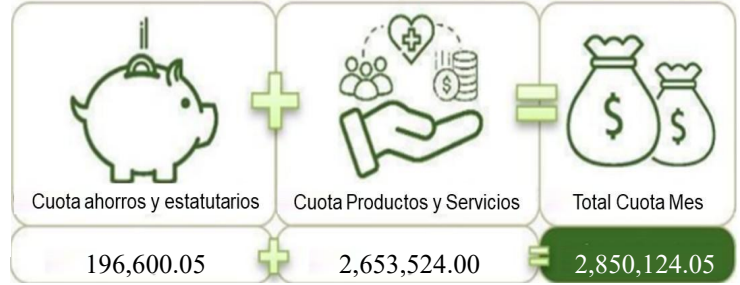 Cuota ahorros y estatutarios
Cuota Productos y Servicios
Total Cuota Mes
196,600.05
2,653,524.00
2,850,124.05